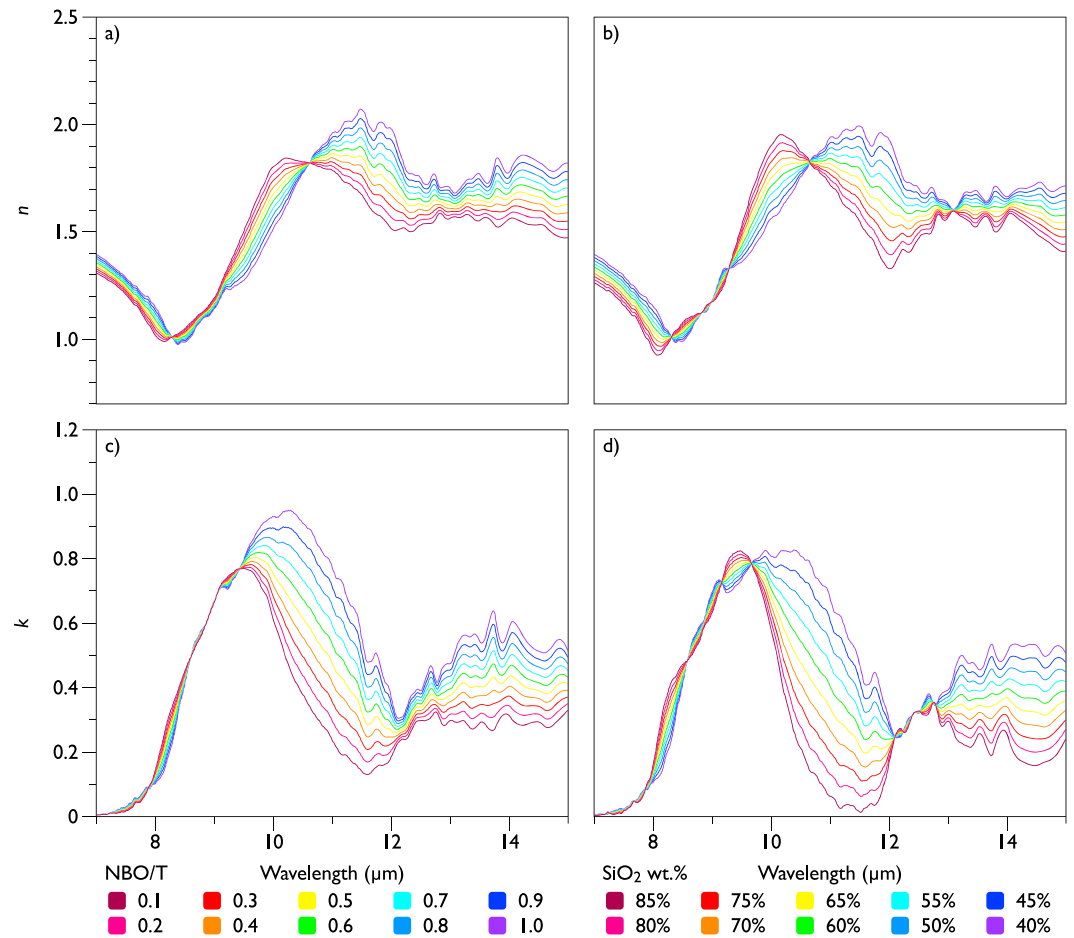 2.5
a)
b)
2.0
n
1.5
1.0
1.2
c)
d)
1.0
0.8
k
0.6
0.4
0.2
0
8 10 12 14 8 10 12 14
NBO/T Wavelength (µm) SiO2 wt.% Wavelength (µm)
0.1 0.3 0.5 0.7 0.9 85% 75% 65% 55% 45%
0.2 0.4 0.6 0.8 1.0 80% 70% 60% 50% 40%